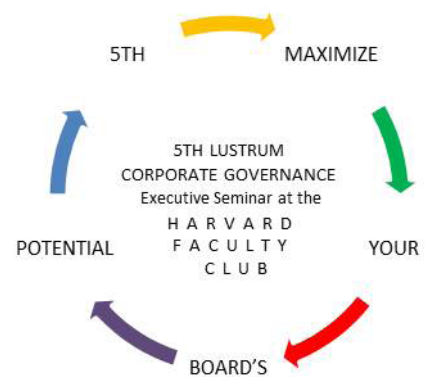 5TH
MAXIMIZE
YOUR
BOARD'S
POTENTIAL
5TH LUSTRUM
CORPORATE GOVERNANCE
Executive Seminar at the
H A R V A R D
F A C U L T Y
C L U B